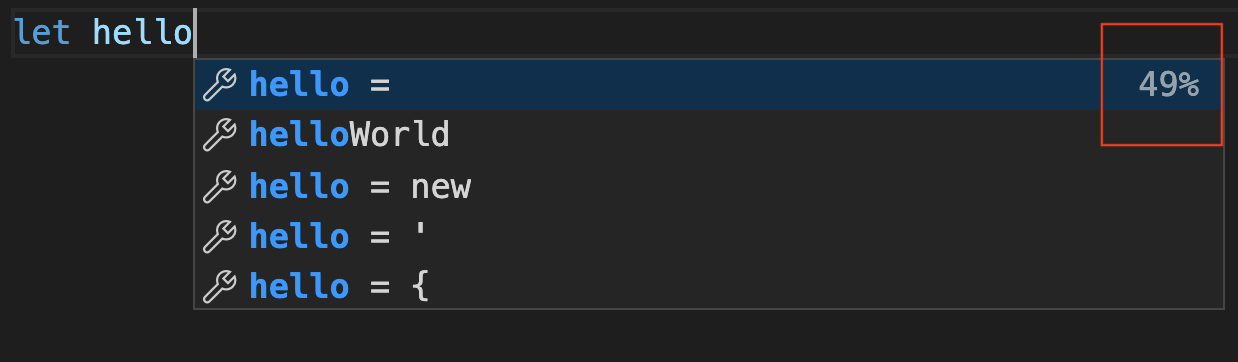 let hello
hello = 49%
helloWorld
hello = new
hello = '
hello = {